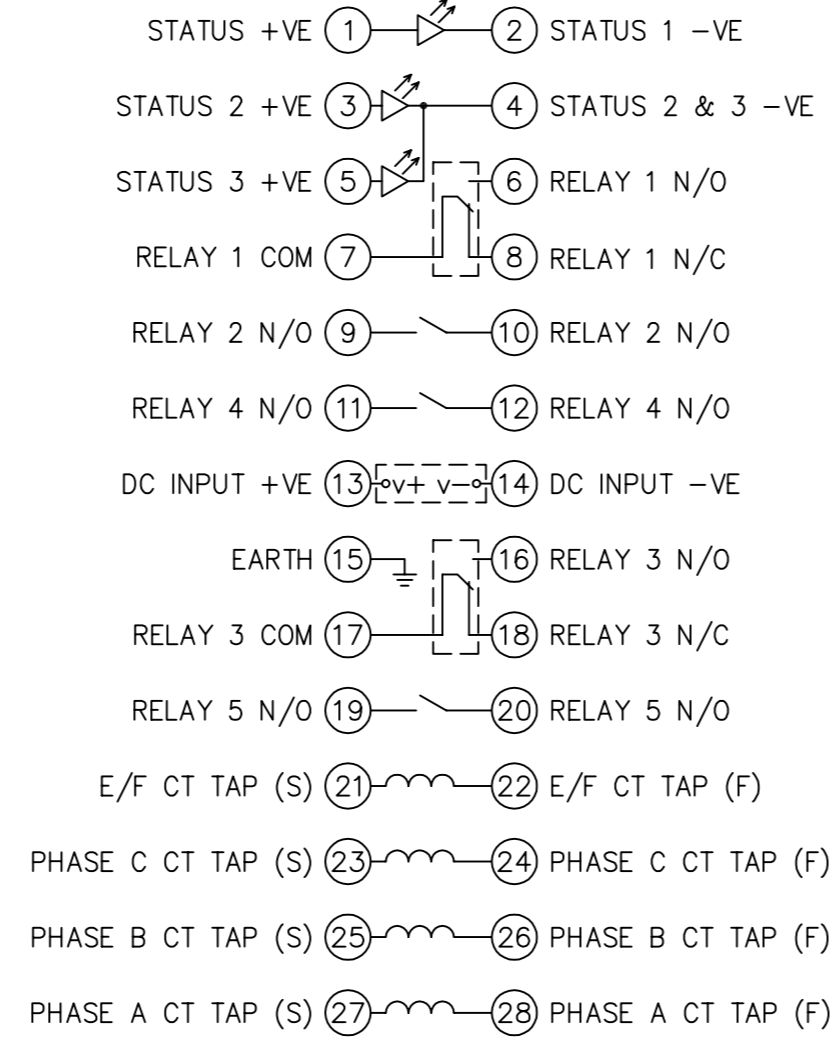 STATUS +VE 1 2 STATUS 1 −VE
STATUS 2 +VE 3 4 STATUS 2 & 3 −VE
STATUS 3 +VE 5 6 RELAY 1 N/O
RELAY 1 COM 7 8 RELAY 1 N/C
RELAY 2 N/O 9 10 RELAY 2 N/O
RELAY 4 N/O 11 12 RELAY 4 N/O
DC INPUT +VE 13 v+ v− 14 DC INPUT −VE
EARTH 15 16 RELAY 3 N/O
RELAY 3 COM 17 18 RELAY 3 N/C
RELAY 5 N/O 19 20 RELAY 5 N/O
E/F CT TAP (S) 21 22 E/F CT TAP (F)
PHASE C CT TAP (S) 23 24 PHASE C CT TAP (F)
PHASE B CT TAP (S) 25 26 PHASE B CT TAP (F)
PHASE A CT TAP (S) 27 28 PHASE A CT TAP (F)